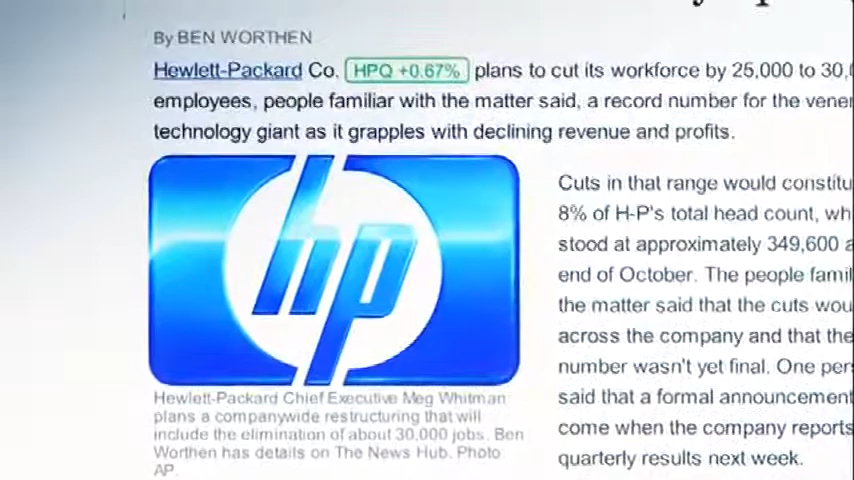 By BEN WORTHEN
Hewlett-Packard Co. HPQ +0.67% plans to cut its workforce by 25,000 to
employees, people familiar with the matter said, a record number for the
technology giant as it grapples with declining revenue and profits.
hp
Cuts in that range would
8% of H-P's total head count,
stood at approximately 349,600
end of October. The people
the matter said that the cuts
across the company and that the
number wasn't yet final. One
said that a formal announcement
come when the company reports
quarterly results next week.
Hewlett-Packard Chief Executive Meg Whitman
plans a companywide restructuring that will
include the elimination of about 30,000 jobs. Ben
Worthen has details on The News Hub. Photo
AP.